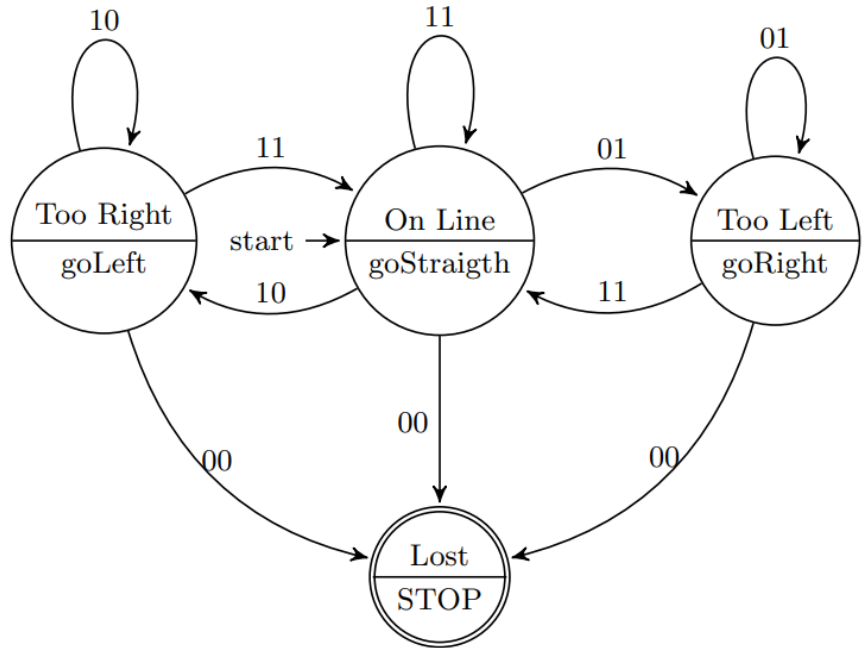 10
11
01
11
01
Too Right
goLeft
start
On Line
goStraigth
Too Left
goRight
10
11
00
00
00
Lost
STOP